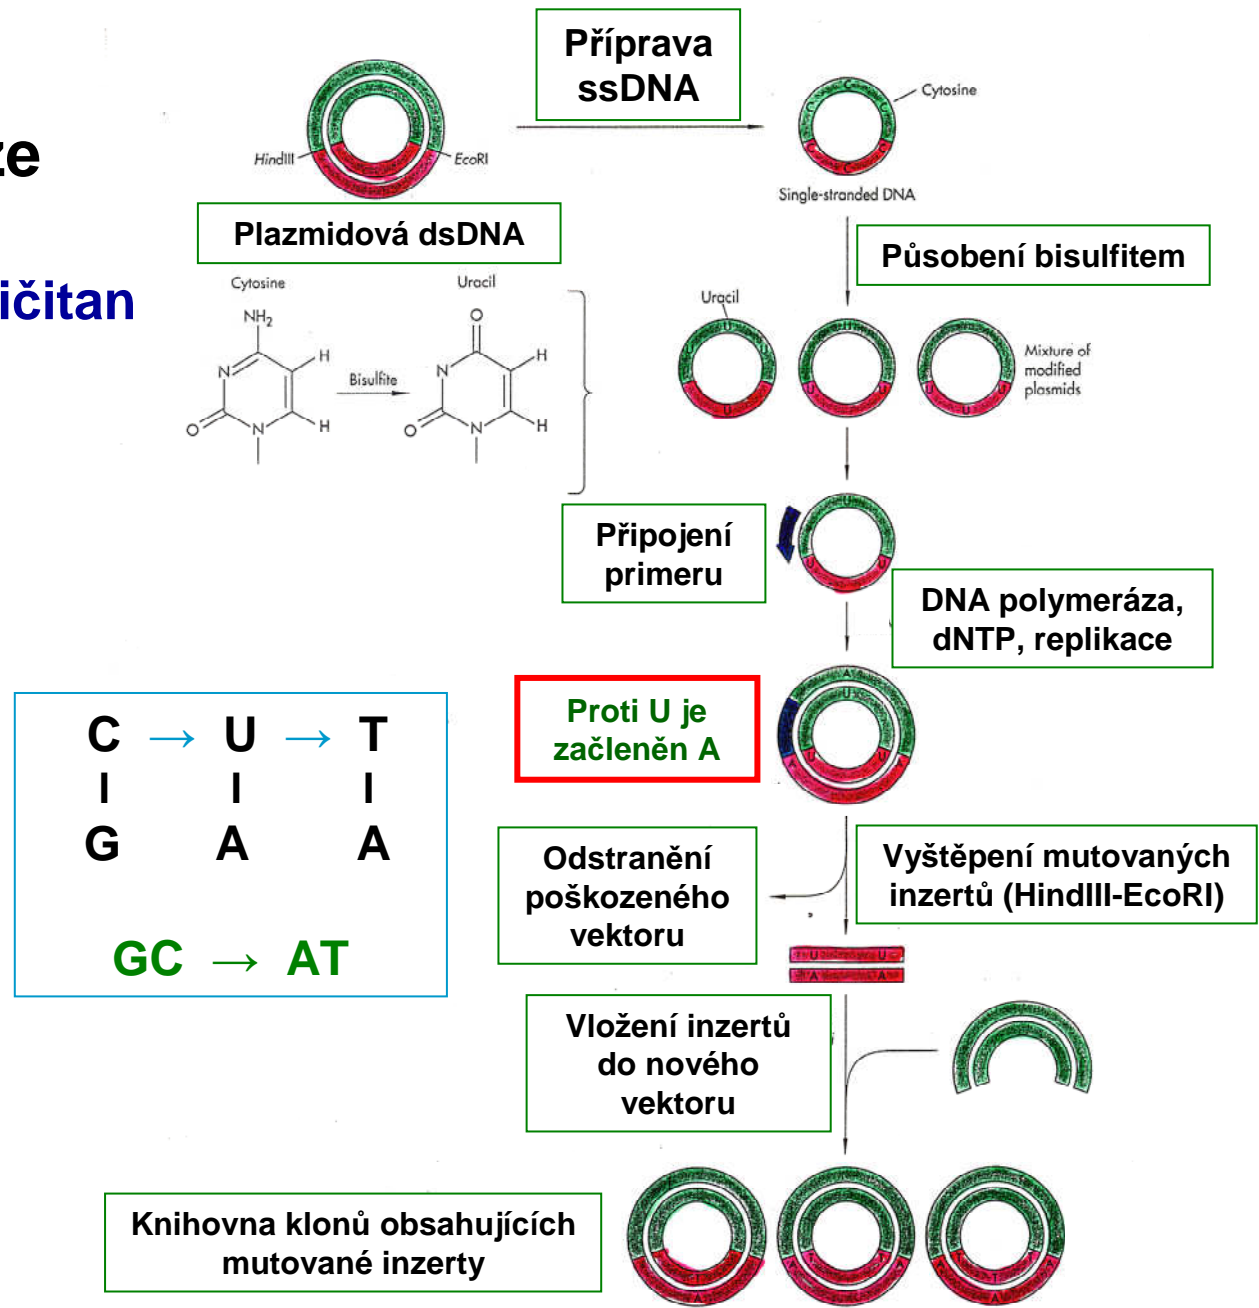 Příprava
ssDNA
Cytosine
ze
HindIII
EcoRI
Single-stranded DNA
Plazmidová dsDNA
Působení bisulfitem
ičitan
Cytosine
Uracil
Uracil
NH2
O
H
H
N
N
Bisulfite
Mixture of
modified
plasmids
O
N
H
O
N
H
Připojení
primeru
DNA polymeráza,
dNTP, replikace
Proti U je
začleněn A
C → U → T
I I I
G A A
GC → AT
Odstranění
poškozeného
vektoru
Vyštěpení mutovaných
inzertů (HindIII-EcoRI)
U U
A A
Vložení inzertů
do nového
vektoru
Knihovna klonů obsahujících
mutované inzerty